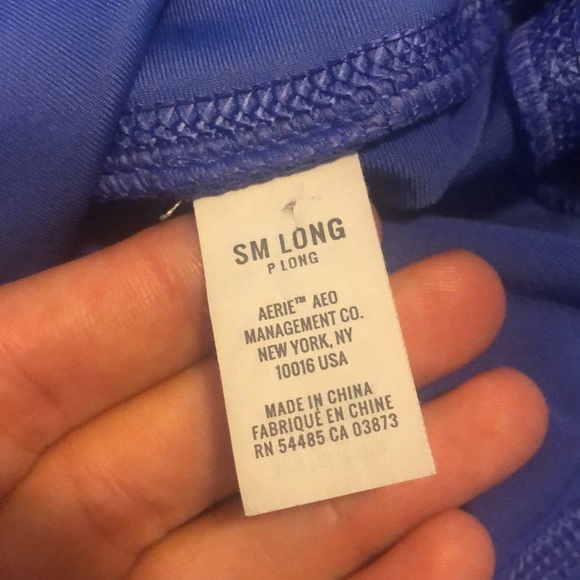 SM LONG
P LONG
AERIE™ AEO
MANAGEMENT CO.
NEW YORK, NY
10016 USA
MADE IN CHINA
FABRIQUÉ EN CHINE
RN 54485 CA 03873